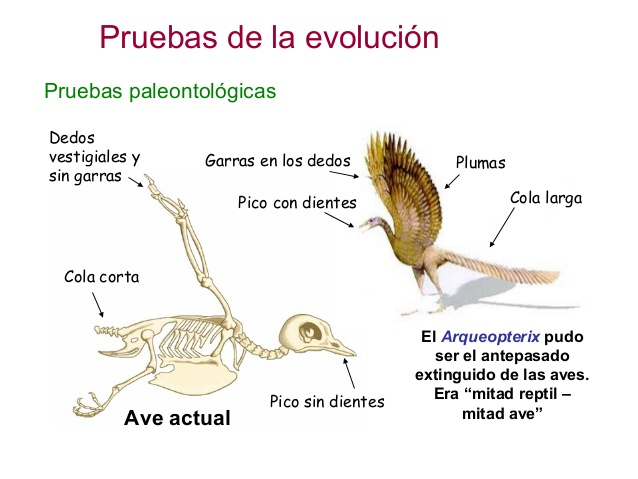 Pruebas de la evolución
Pruebas paleontológicas
Dedos
vestigiales y
sin garras
Garras en los dedos
Plumas
Pico con dientes
Cola larga
Cola corta
El Arqueopterix pudo
ser el antepasado
extinguido de las aves.
Era “mitad reptil –
mitad ave”
Pico sin dientes
Ave actual